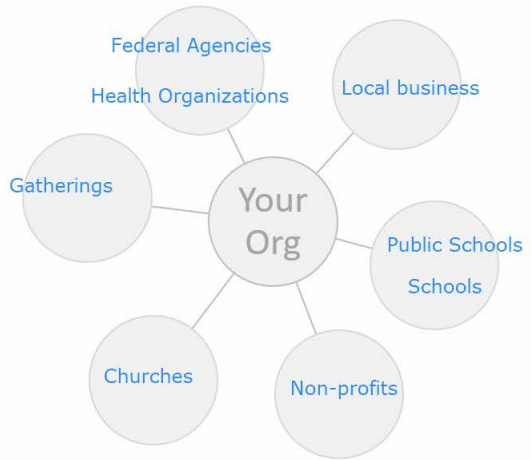 Federal Agencies
Health Organizations
Local business
Gatherings
Your
Org
Public Schools
Schools
Churches
Non-profits